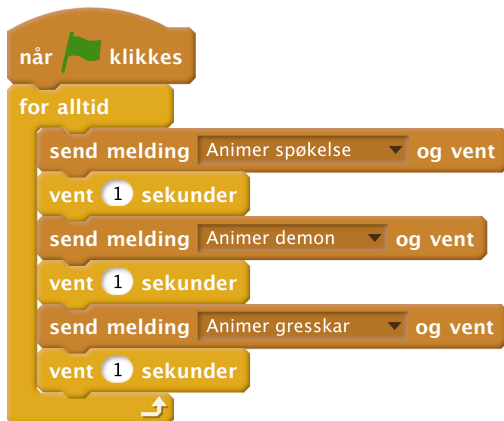 når klikkes
for alltid
send melding Animer spøkelse og vent
vent 1 sekunder
send melding Animer demon og vent
vent 1 sekunder
send melding Animer gresskar og vent
vent 1 sekunder